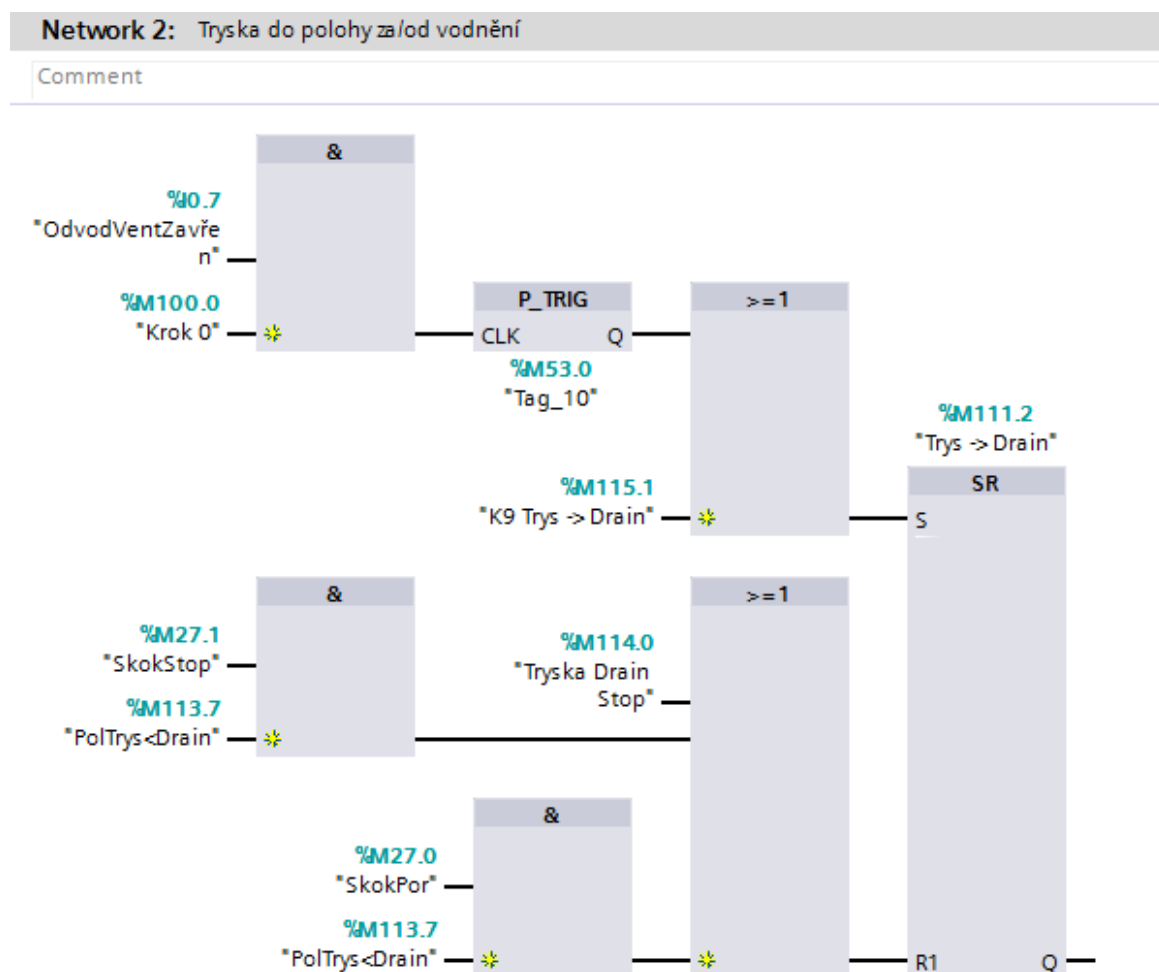 Network 2: Tryska do polohy za/od vodnění
Comment
&
%I0.7
"OdvodVentZavře
n"
%M100.0
"Krok 0"
P_TRIG
CLK Q
%M53.0
"Tag_10"
>=1
%M115.1
"K9 Trys -> Drain"
%M111.2
"Trys -> Drain"
SR
S
&
%M27.1
"SkokStop"
%M113.7
"PolTrys<Drain"
>=1
%M114.0
"Tryska Drain
Stop"
&
%M27.0
"SkokPor"
%M113.7
"PolTrys<Drain"
R1 Q